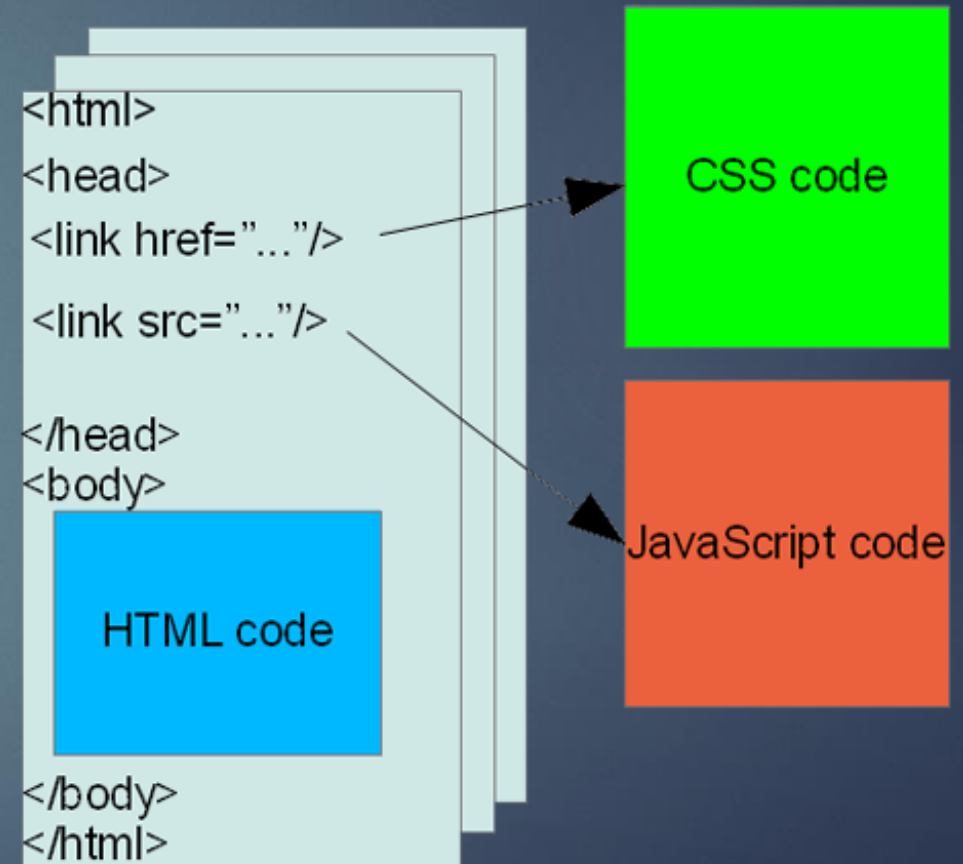 <html>
<head>
<link href=”...”/>
<link src=”...”/>
</head>
<body>
HTML code
</body>
</html>
CSS code
JavaScript code